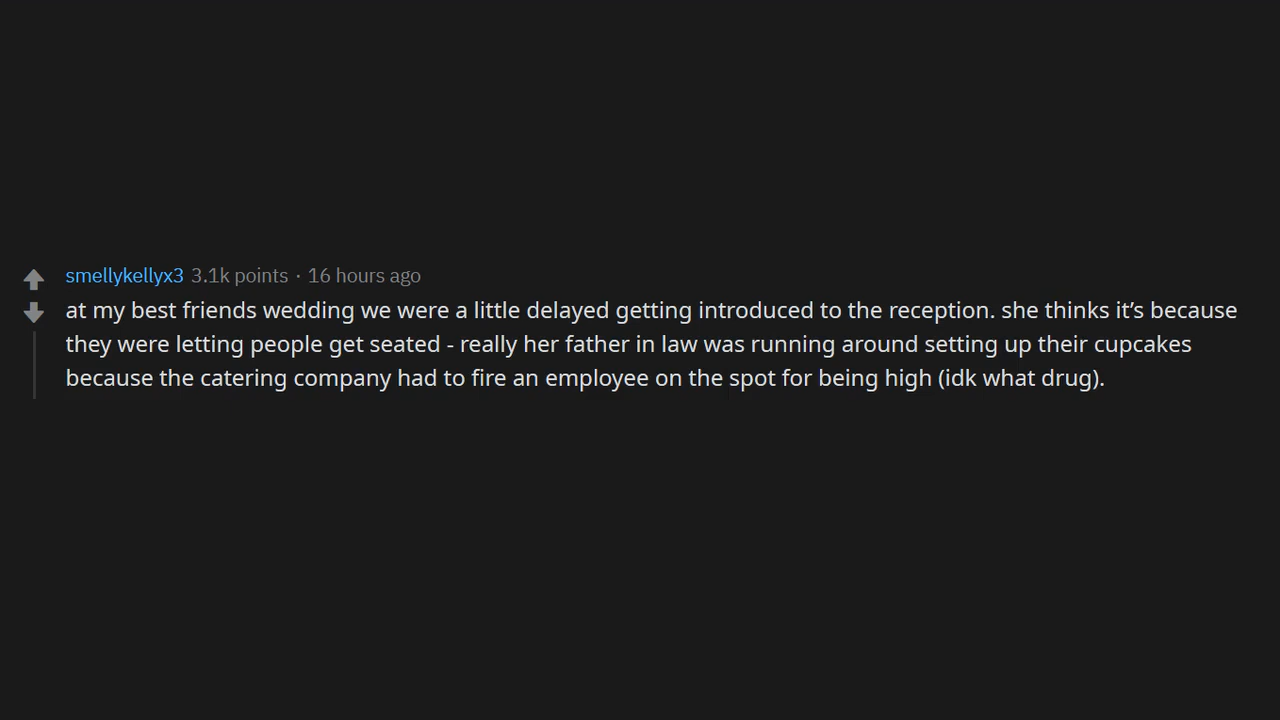 smellykellyx3 3.1k points · 16 hours ago
at my best friends wedding we were a little delayed getting introduced to the reception. she thinks it’s because
they were letting people get seated - really her father in law was running around setting up their cupcakes
because the catering company had to fire an employee on the spot for being high (idk what drug).